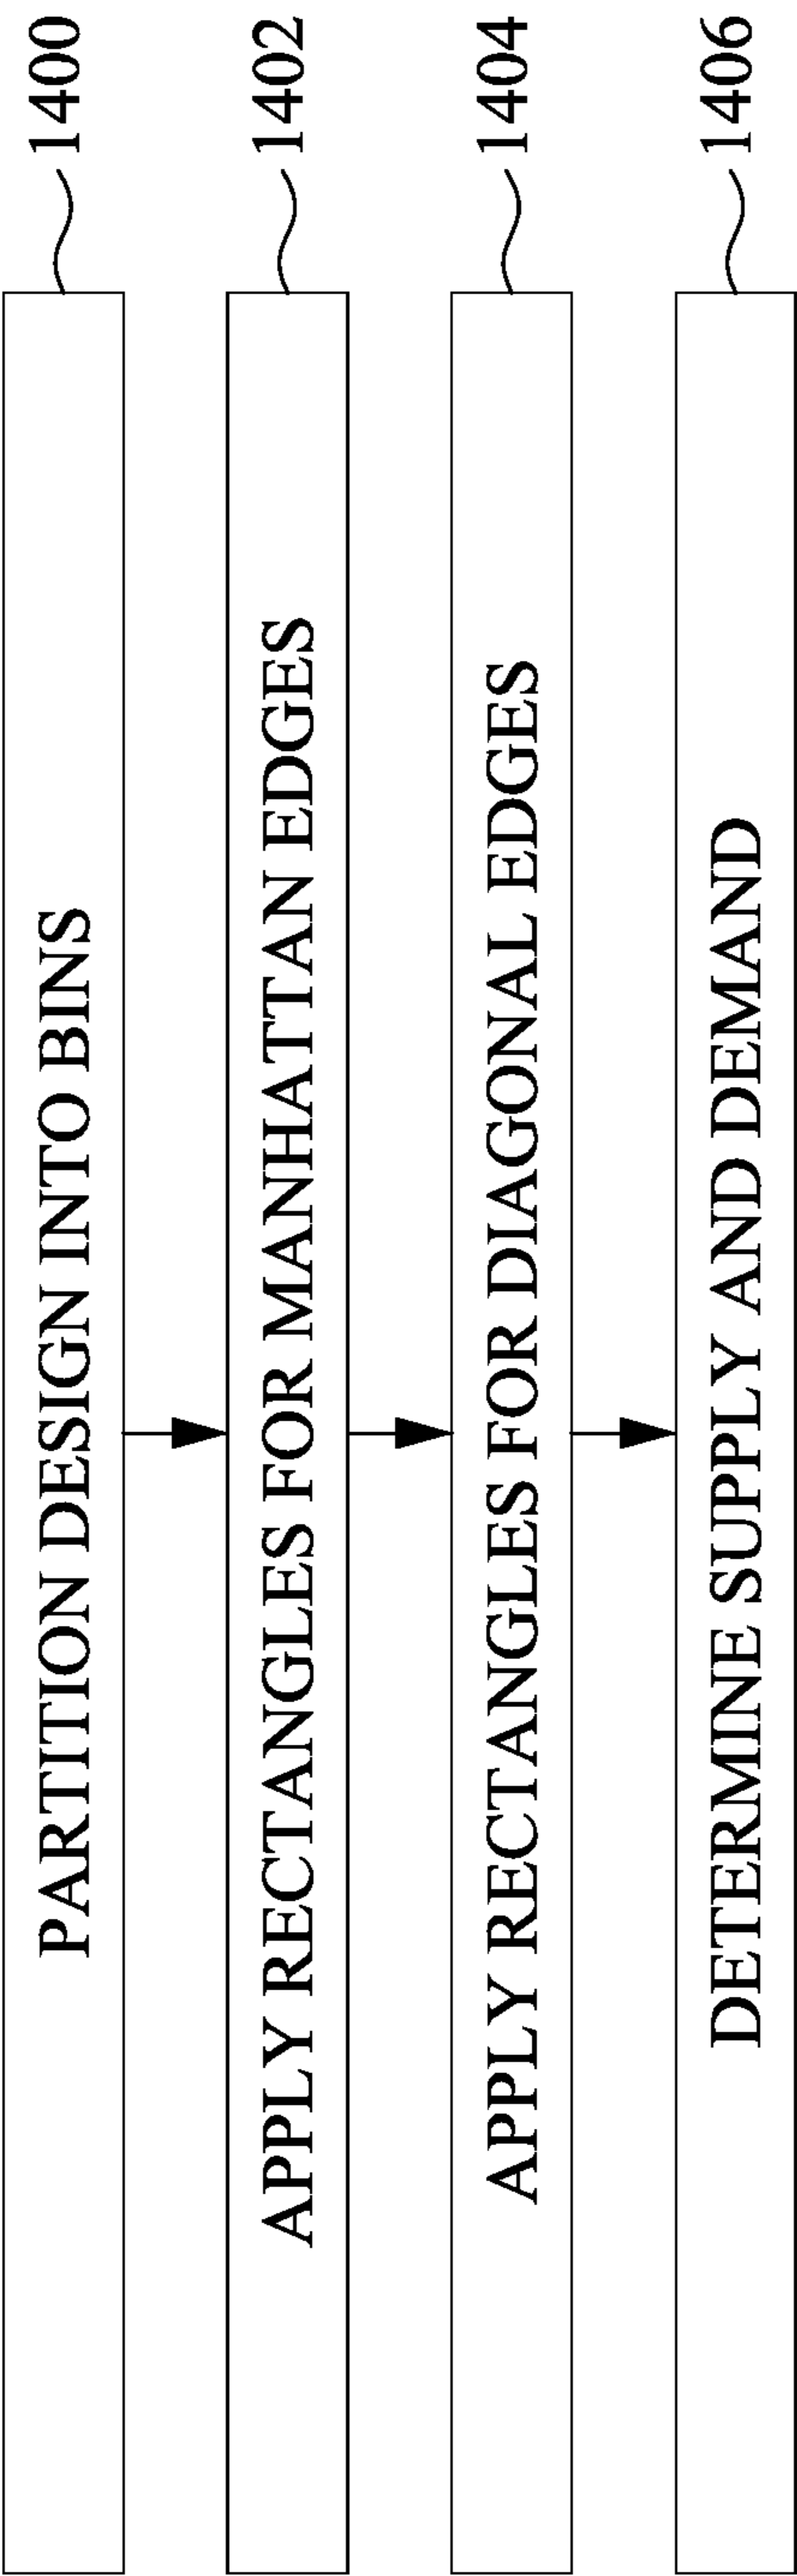 PARTITION DESIGN INTO BINS
1400
APPLY RECTANGLES FOR MANHATTAN EDGES
1402
APPLY RECTANGLES FOR DIAGONAL EDGES
1404
DETERMINE SUPPLY AND DEMAND
1406